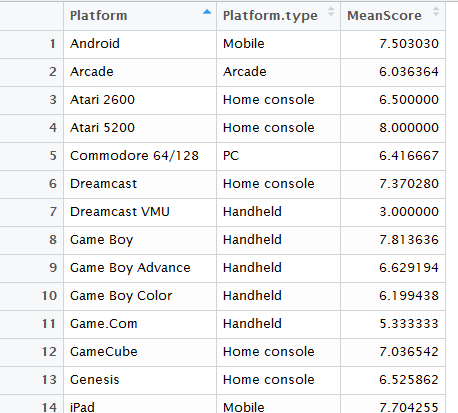 Platform Platform.type MeanScore
1 Android Mobile 7.503030
2 Arcade Arcade 6.036364
3 Atari 2600 Home console 6.500000
4 Atari 5200 Home console 8.000000
5 Commodore 64/128 PC 6.416667
6 Dreamcast Home console 7.370280
7 Dreamcast VMU Handheld 3.000000
8 Game Boy Handheld 7.813636
9 Game Boy Advance Handheld 6.629194
10 Game Boy Color Handheld 6.199438
11 Game.Com Handheld 5.333333
12 GameCube Home console 7.036542
13 Genesis Home console 6.525862
14 iPad Mobile 7.704255